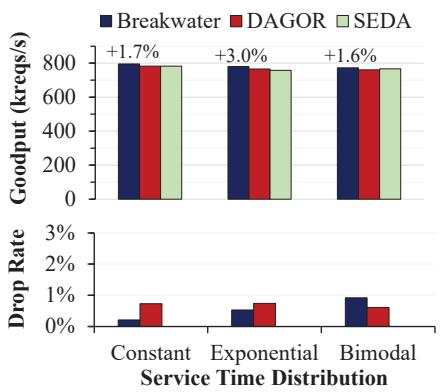 Breakwater DAGOR SEDA
Goodput (kreqs/s)
800
600
400
200
0
+1.7% +3.0% +1.6%
Drop Rate
3%
2%
1%
0%
Constant Exponential Bimodal
Service Time Distribution